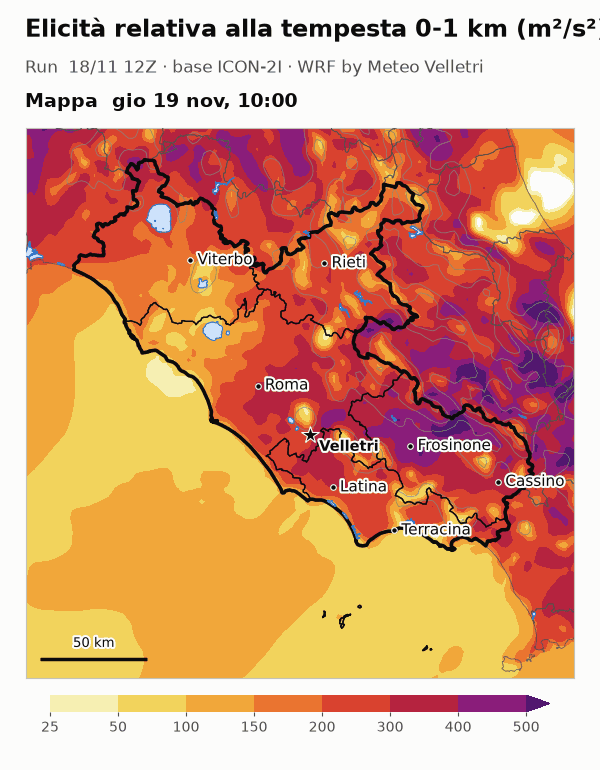 Elicità relativa alla tempesta 0-1 km (m²/s²)
Run 18/11 12Z · base ICON-2I · WRF by Meteo Velletri
Mappa gio 19 nov, 10:00
Viterbo
Rieti
Roma
Velletri
Frosinone
Latina
Cassino
Terracina
50 km
25 50 100 150 200 300 400 500